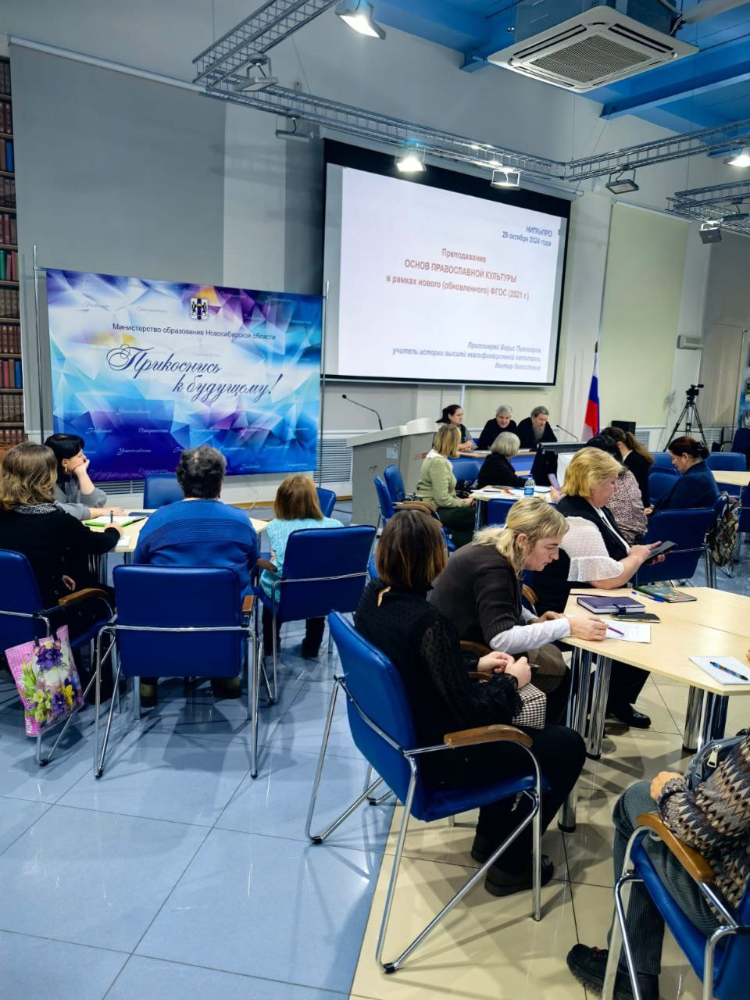 Министерство образования Новосибирской области
Прикоснись
к будущему!
НИПКиПРО
29 октября 2024 года
Преподавание
ОСНОВ ПРАВОСЛАВНОЙ КУЛЬТУРЫ
в рамках нового (обновленного) ФГОС (2021 г.)
Протоиерей Борис Пивоваров,
учитель истории высшей квалификационной категории,
доктор богословия